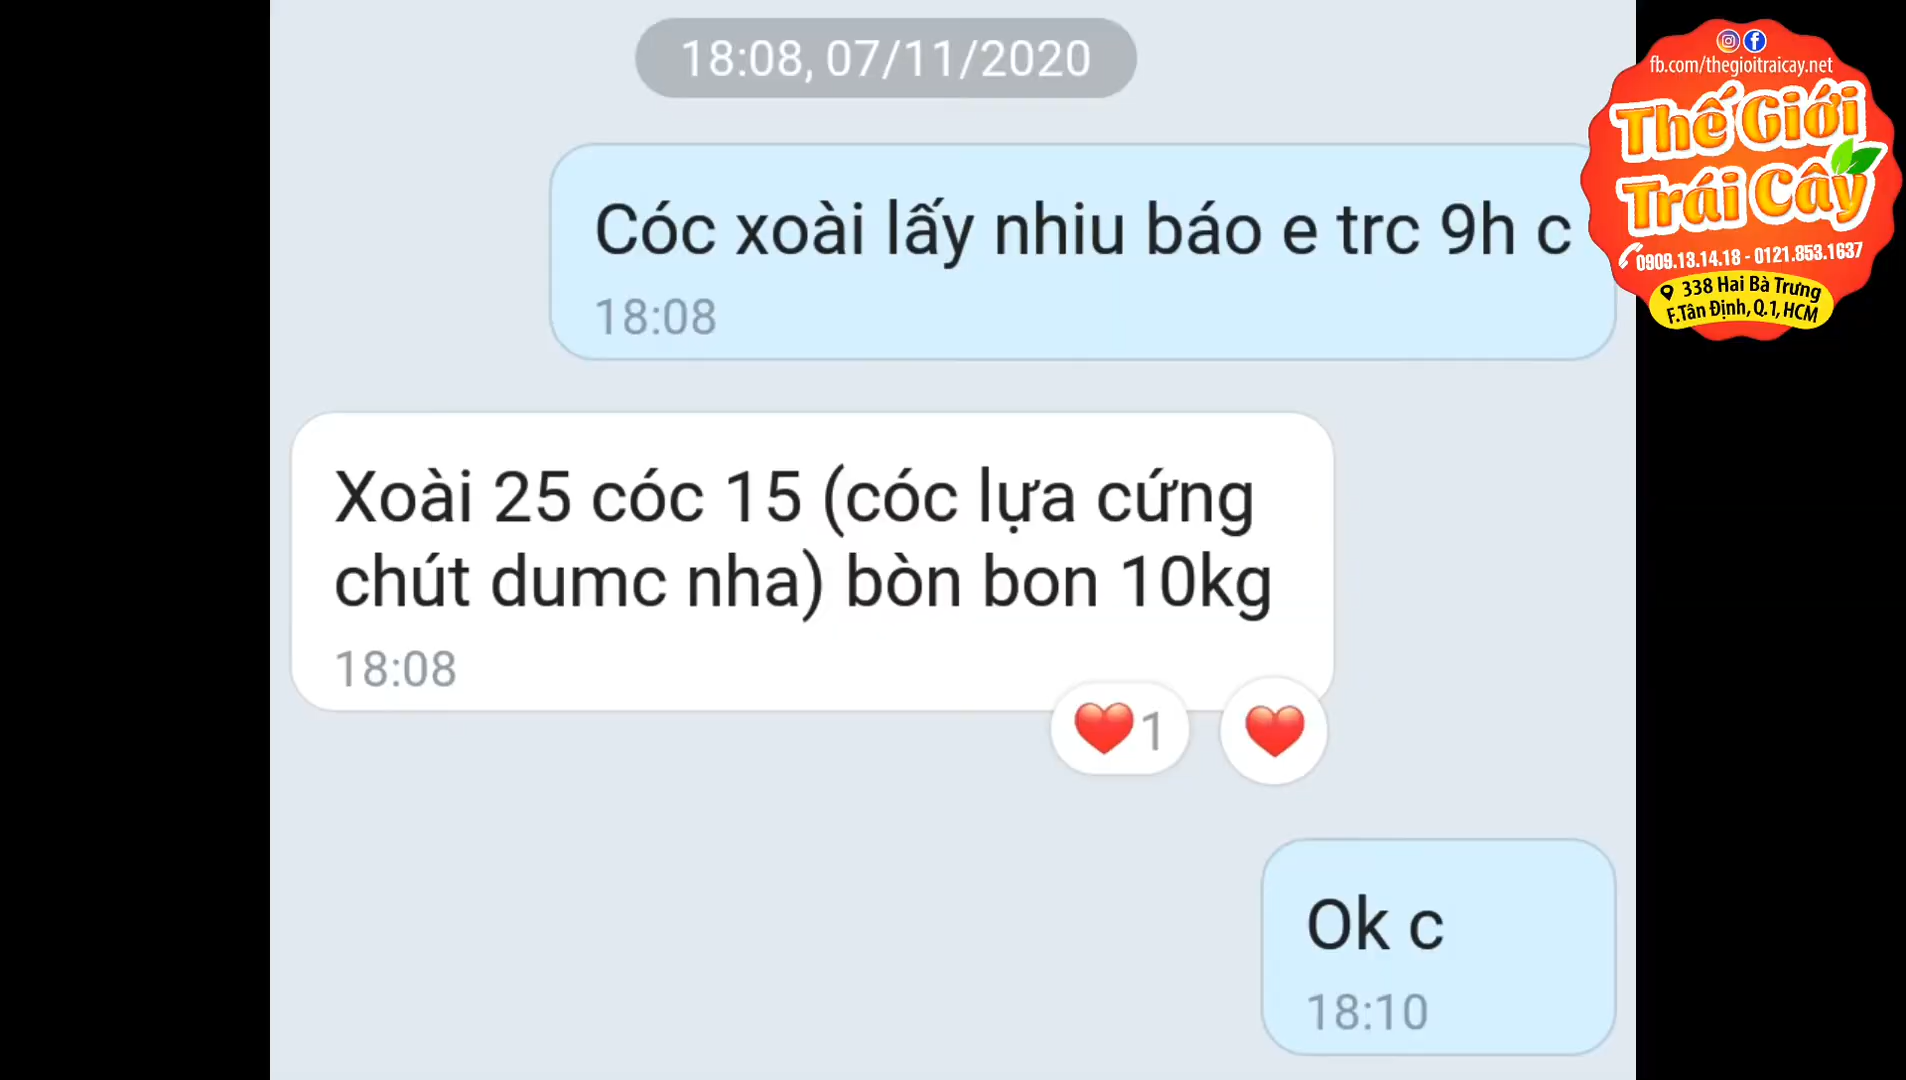 18:08, 07/11/2020
Cóc xoài lấy nhiu báo e trc 9h c
18:08
Xoài 25 cóc 15 (cóc lựa cứng
chút dumc nha) bòn bon 10kg
18:08
1
Ok c
18:10
fb.com/thegioitraicay.net
Thế Giới
Trái Cây
0909.13.14.18 - 0121.853.1637
338 Hai Bà Trưng
F.Tân Định, Q.1, HCM